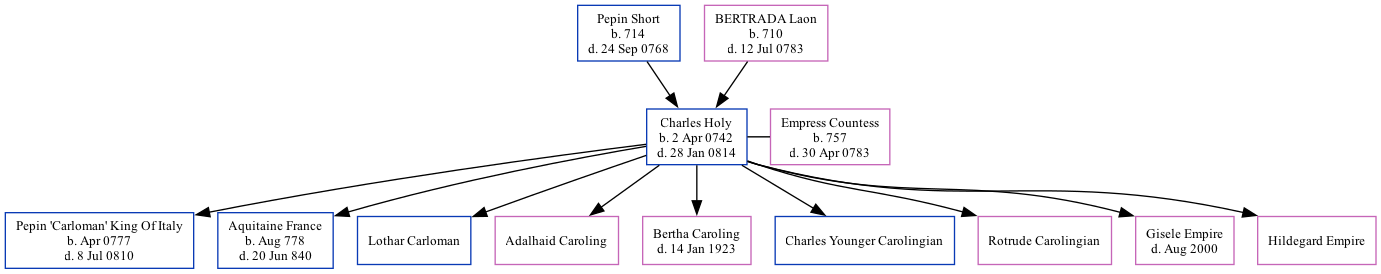 Pepin Short
b. 714
d. 24 Sep 0768
BERTRADA Laon
b. 710
d. 12 Jul 0783
Charles Holy
b. 2 Apr 0742
d. 28 Jan 0814
Empress Countess
b. 757
d. 30 Apr 0783
Pepin 'Carloman' King Of Italy
b. Apr 0777
d. 8 Jul 0810
Aquitaine France
b. Aug 778
d. 20 Jun 840
Lothar Carloman
Adalhaid Caroling
Bertha Caroling
d. 14 Jan 1923
Charles Younger Carolingian
Rotrude Carolingian
Gisele Empire
d. Aug 2000
Hildegard Empire